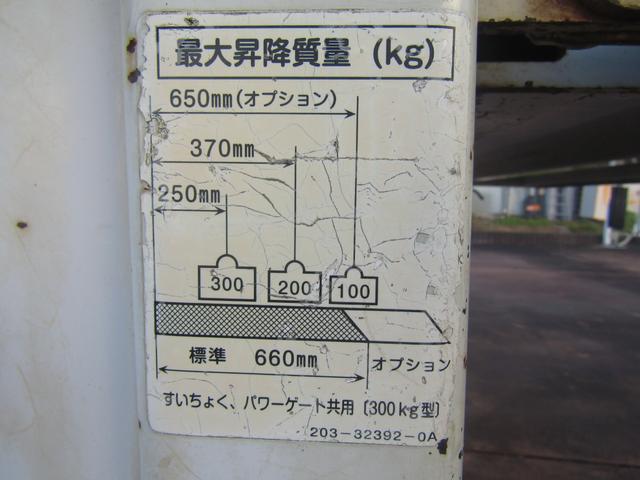 最大昇降質量 (kg)
650mm(オプション)
370mm
250mm
300 200 100
標準 660mm オプション
すいちょく、パワーゲート共用〔300kg型〕
203-32392-0A